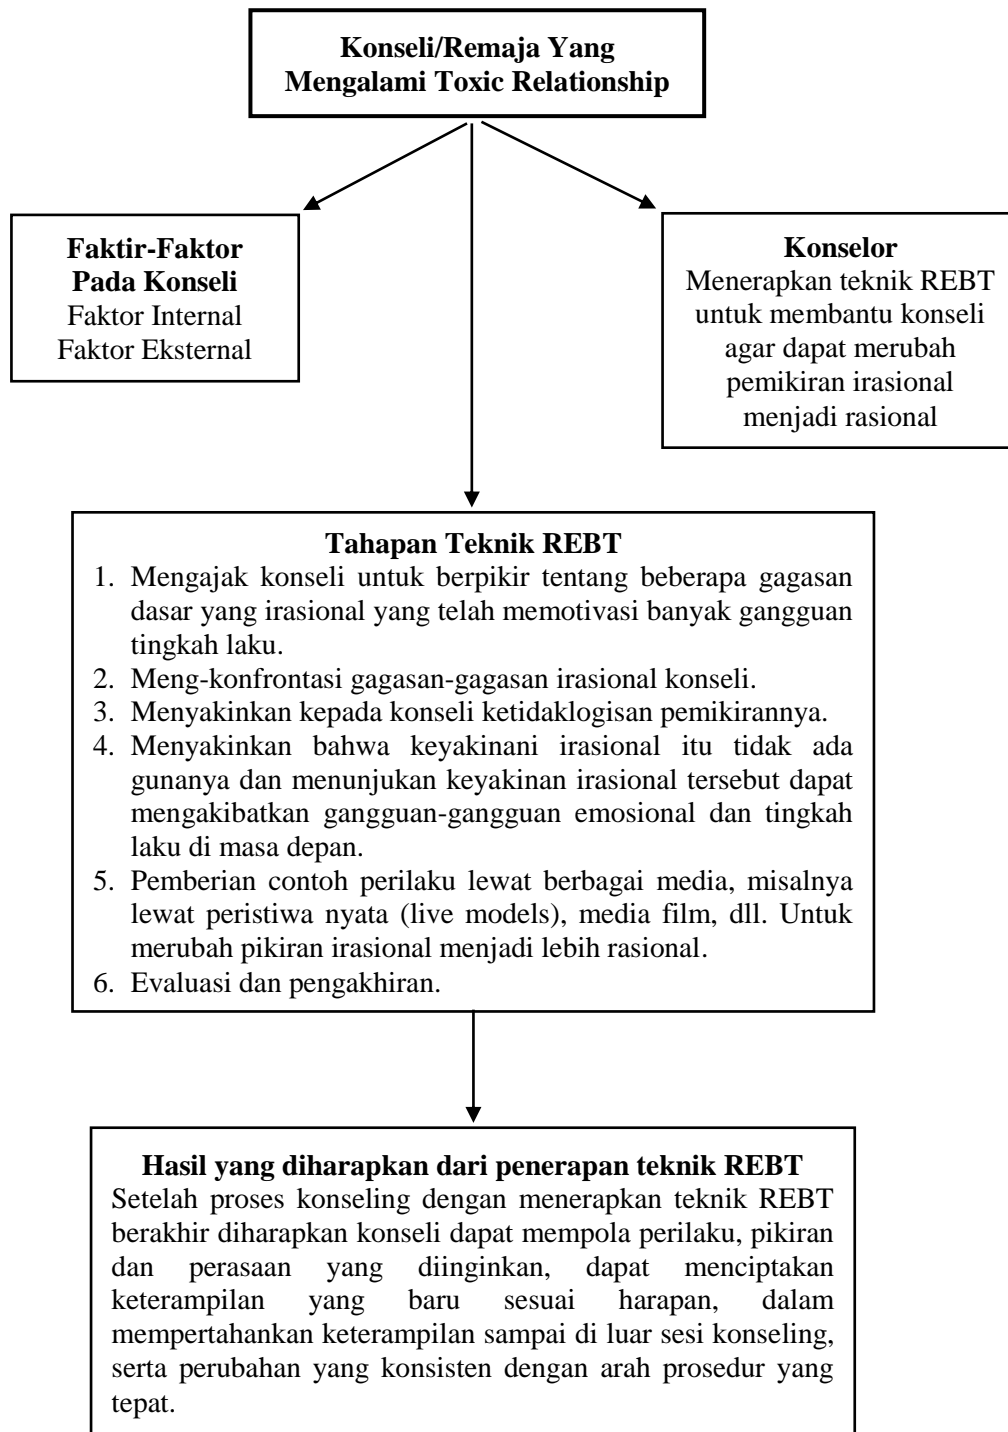 Konseli/Remaja Yang
Mengalami Toxic Relationship
Faktir-Faktor
Pada Konseli
Faktor Internal
Faktor Eksternal
Konselor
Menerapkan teknik REBT
untuk membantu konseli
agar dapat merubah
pemikiran irasional
menjadi rasional
Tahapan Teknik REBT
1. Mengajak konseli untuk berpikir tentang beberapa gagasan
dasar yang irasional yang telah memotivasi banyak gangguan
tingkah laku.
2. Meng-konfrontasi gagasan-gagasan irasional konseli.
3. Menyakinkan kepada konseli ketidaklogisan pemikirannya.
4. Menyakinkan bahwa keyakinani irasional itu tidak ada
gunanya dan menunjukan keyakinan irasional tersebut dapat
mengakibatkan gangguan-gangguan emosional dan tingkah
laku di masa depan.
5. Pemberian contoh perilaku lewat berbagai media, misalnya
lewat peristiwa nyata (live models), media film, dll. Untuk
merubah pikiran irasional menjadi lebih rasional.
6. Evaluasi dan pengakhiran.
Hasil yang diharapkan dari penerapan teknik REBT
Setelah proses konseling dengan menerapkan teknik REBT
berakhir diharapkan konseli dapat mempola perilaku, pikiran
dan perasaan yang diinginkan, dapat menciptakan
keterampilan yang baru sesuai harapan, dalam
mempertahankan keterampilan sampai di luar sesi konseling,
serta perubahan yang konsisten dengan arah prosedur yang
tepat.